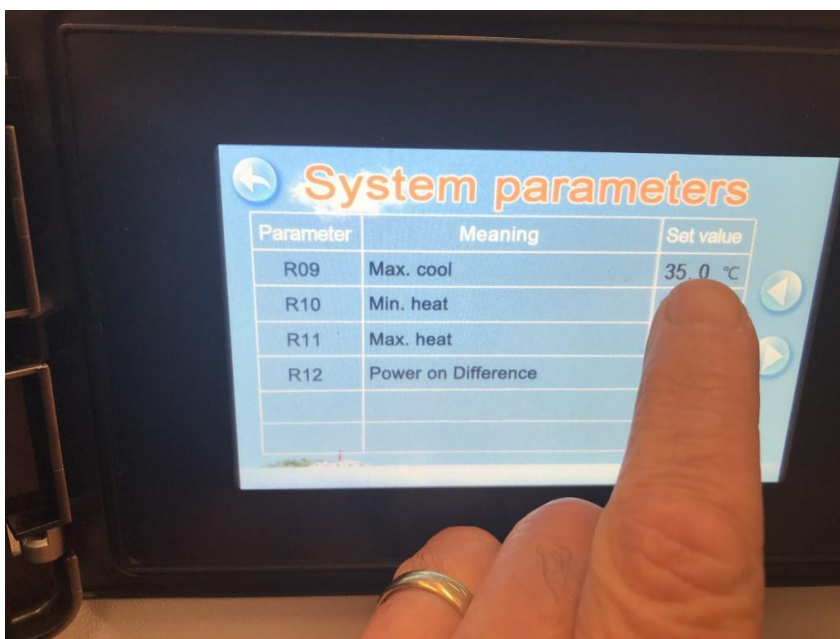 System parameters
Parameter Meaning Set value
R09 Max. cool 35.0 °C
R10 Min. heat
R11 Max. heat
R12 Power on Difference